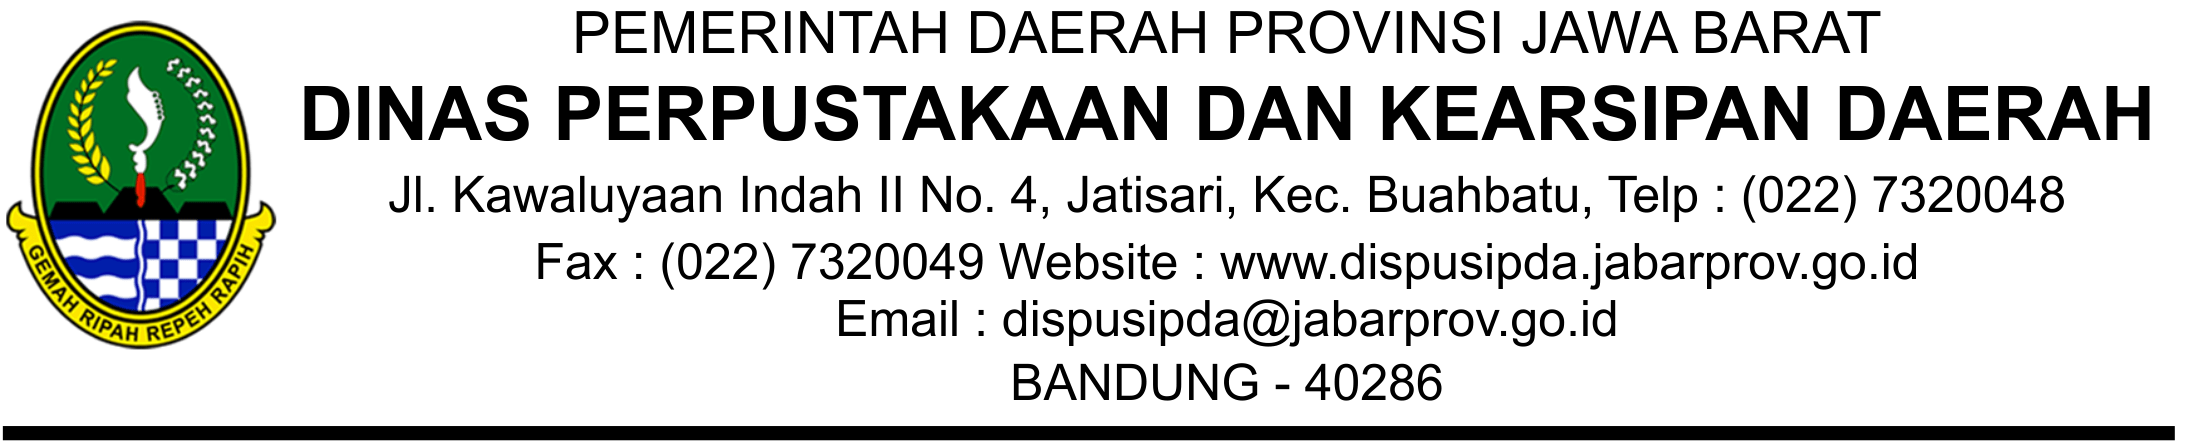 PEMERINTAH DAERAH PROVINSI JAWA BARAT
DINAS PERPUSTAKAAN DAN KEARSIPAN DAERAH
Jl. Kawaluyaan Indah II No. 4, Jatisari, Kec. Buahbatu, Telp : (022) 7320048
Fax : (022) 7320049 Website : www.dispusipda.jabarprov.go.id
Email : dispusipda@jabarprov.go.id
BANDUNG - 40286
GEMAH RIPAH REPEH RAPIH